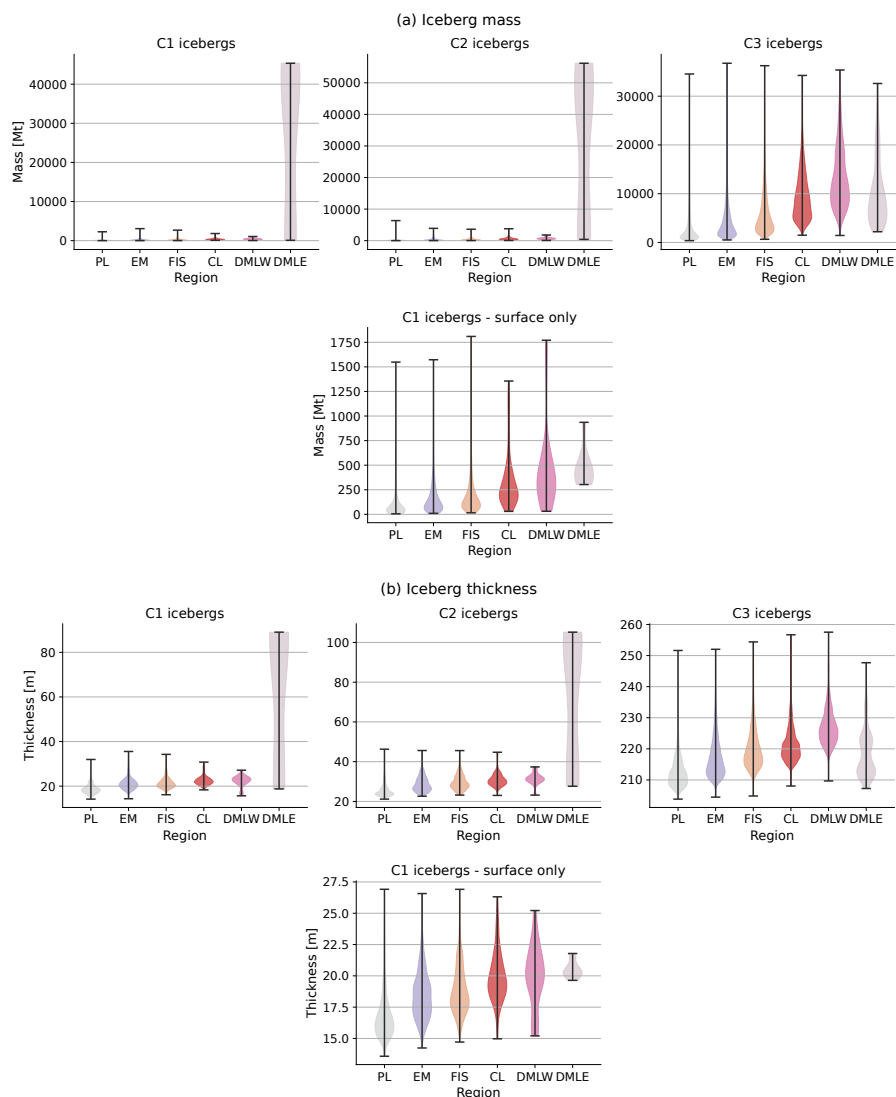 (a) Iceberg mass
C1 icebergs
C2 icebergs
C3 icebergs
Mass [Mt]
40000
30000
20000
10000
0
PL EM FIS CL DMLW DMLE
Region
50000
40000
30000
20000
10000
0
PL EM FIS CL DMLW DMLE
Region
30000
20000
10000
0
PL EM FIS CL DMLW DMLE
Region
C1 icebergs - surface only
Mass [Mt]
1750
1500
1250
1000
750
500
250
0
PL EM FIS CL DMLW DMLE
Region
(b) Iceberg thickness
C1 icebergs
C2 icebergs
C3 icebergs
Thickness [m]
80
60
40
20
PL EM FIS CL DMLW DMLE
Region
100
80
60
40
20
PL EM FIS CL DMLW DMLE
Region
260
250
240
230
220
210
PL EM FIS CL DMLW DMLE
Region
C1 icebergs - surface only
Thickness [m]
27.5
25.0
22.5
20.0
17.5
15.0
PL EM FIS CL DMLW DMLE
Region